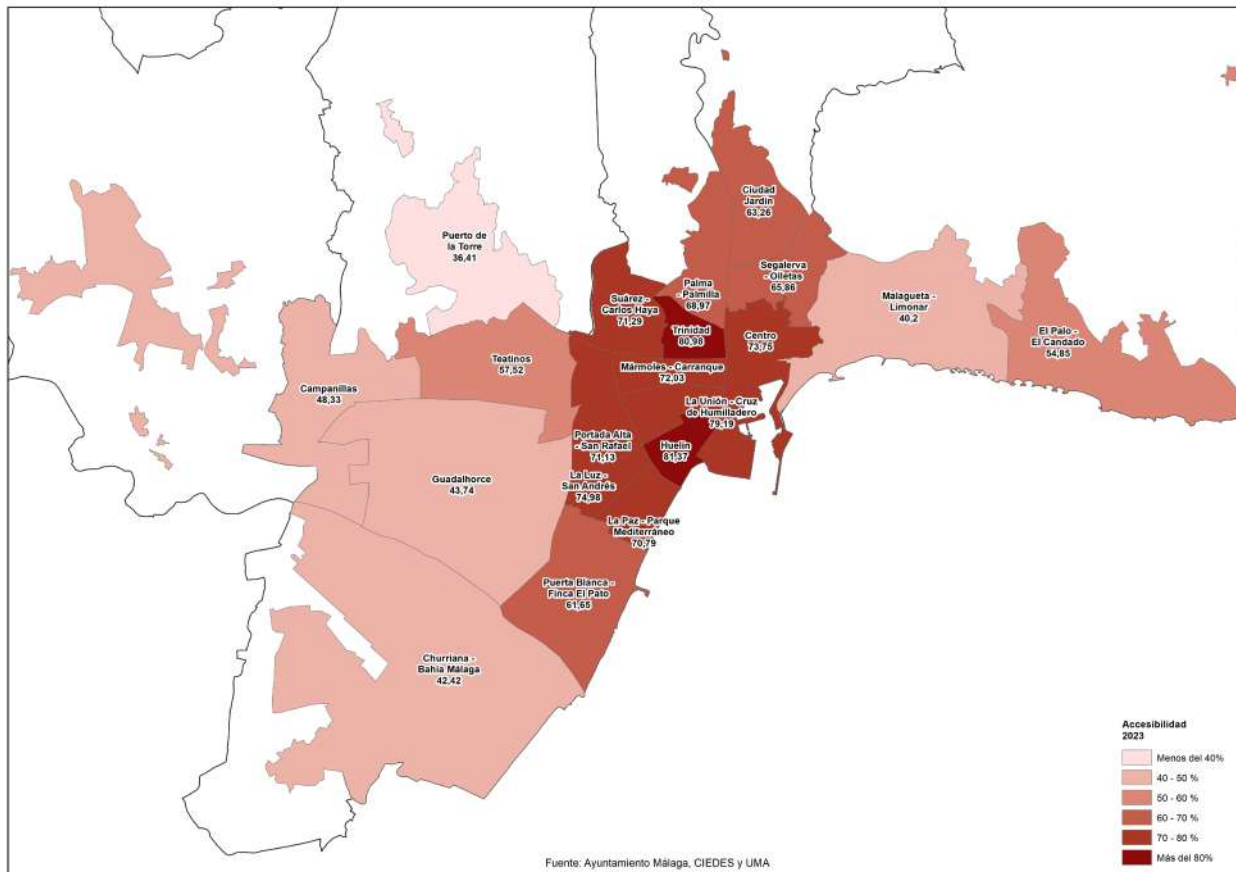 Ciudad
Jardín
63,26
Puerto de
la Torre
36,41
Segalerva
- Olletas
65,86
Palma
- Palmilla
68,97
Suárez -
Carlos Haya
71,29
Malagueta -
Limonar
40,2
Trinidad
80,98
Centro
73,75
El Palo -
El Candado
54,85
Teatinos
57,52
Mármoles - Carranque
72,03
Campanillas
48,33
La Unión - Cruz
de Humilladero
79,19
Portada Alta
- San Rafael
71,13
Huelin
81,37
Guadalhorce
43,74
La Luz -
San Andrés
74,98
La Paz - Parque
Mediterráneo
70,79
Puerta Blanca -
Finca El Pato
61,65
Churriana -
Bahía Málaga
42,42
Accesibilidad
2023
Menos del 40%
40 - 50 %
50 - 60 %
60 - 70 %
70 - 80 %
Más del 80%
Fuente: Ayuntamiento Málaga, CIEDES y UMA